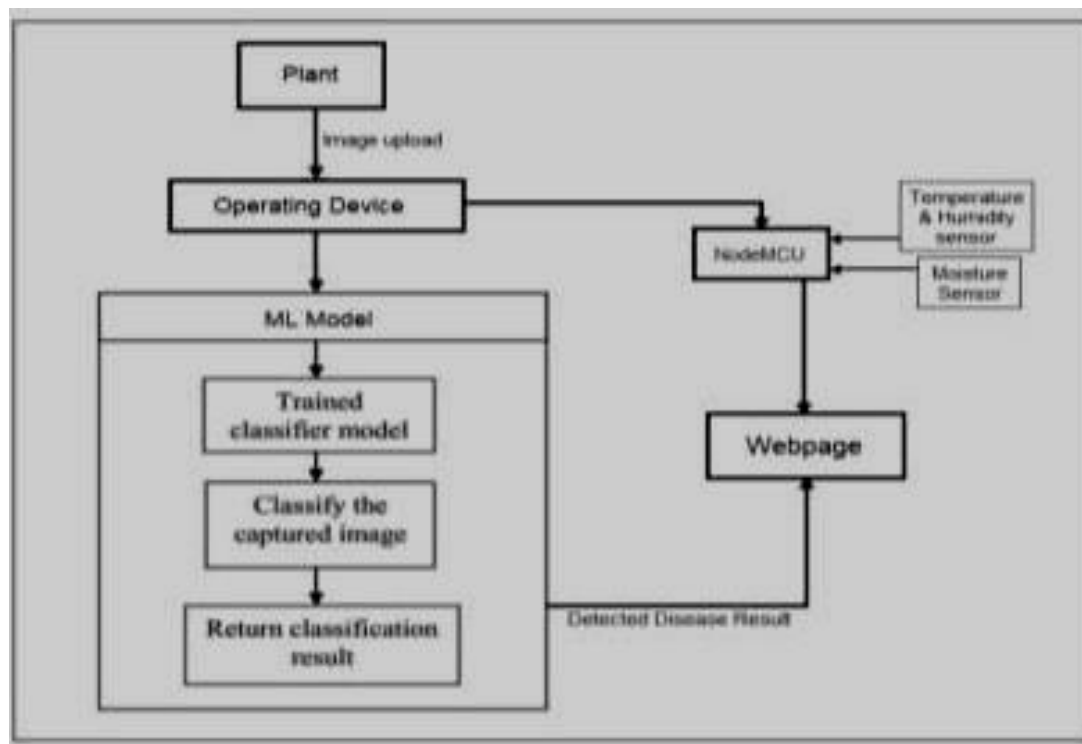 Plant
Image upload
Operating Device
Temperature
& Humidity
sensor
NodeMCU
Moisture
Sensor
ML Model
Trained
classifier model
Webpage
Classify the
captured image
Detected Disease Result
Return classification
result